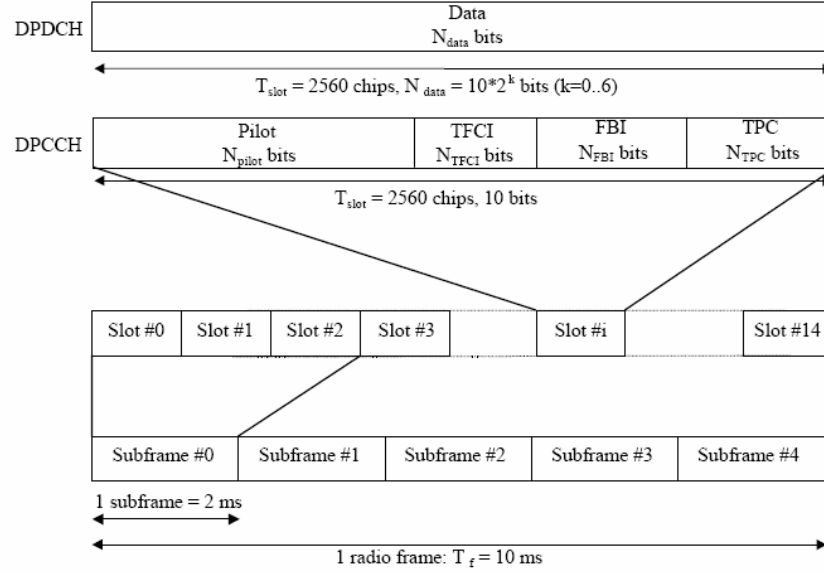 DPDCH
Data
N_data bits
T_slot = 2560 chips, N_data = 10*2^k bits (k=0..6)
DPCCH
Pilot
N_pilot bits
TFCI
N_TFCI bits
FBI
N_FBI bits
TPC
N_TPC bits
T_slot = 2560 chips, 10 bits
Slot #0
Slot #1
Slot #2
Slot #3
Slot #i
Slot #14
Subframe #0
Subframe #1
Subframe #2
Subframe #3
Subframe #4
1 subframe = 2 ms
1 radio frame: T_f = 10 ms